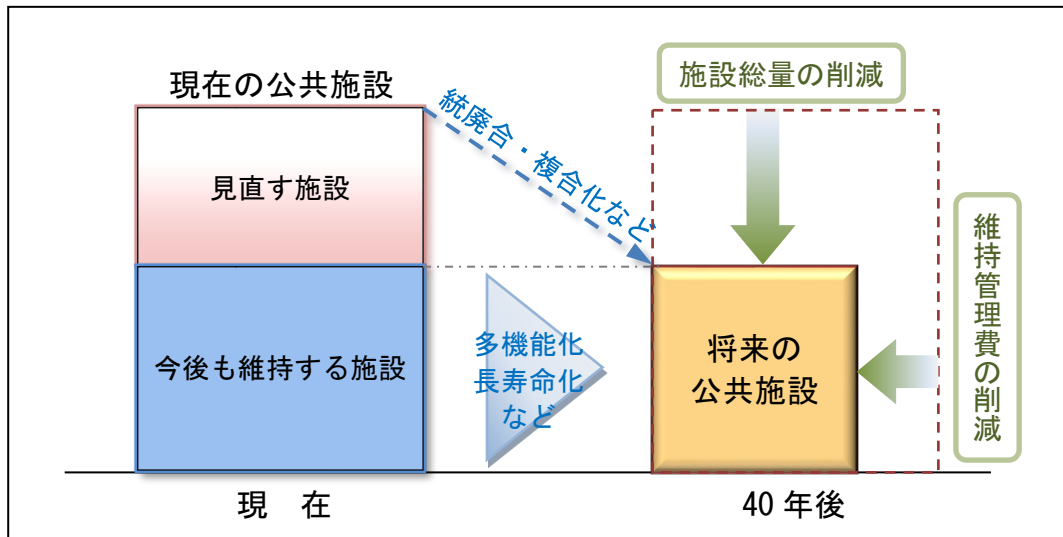 施設総量の削減
現在の公共施設
統廃合・複合化など
見直す施設
維持管理費の削減
今後も維持する施設
多機能化
長寿命化
など
将来の
公共施設
現　在
40 年後